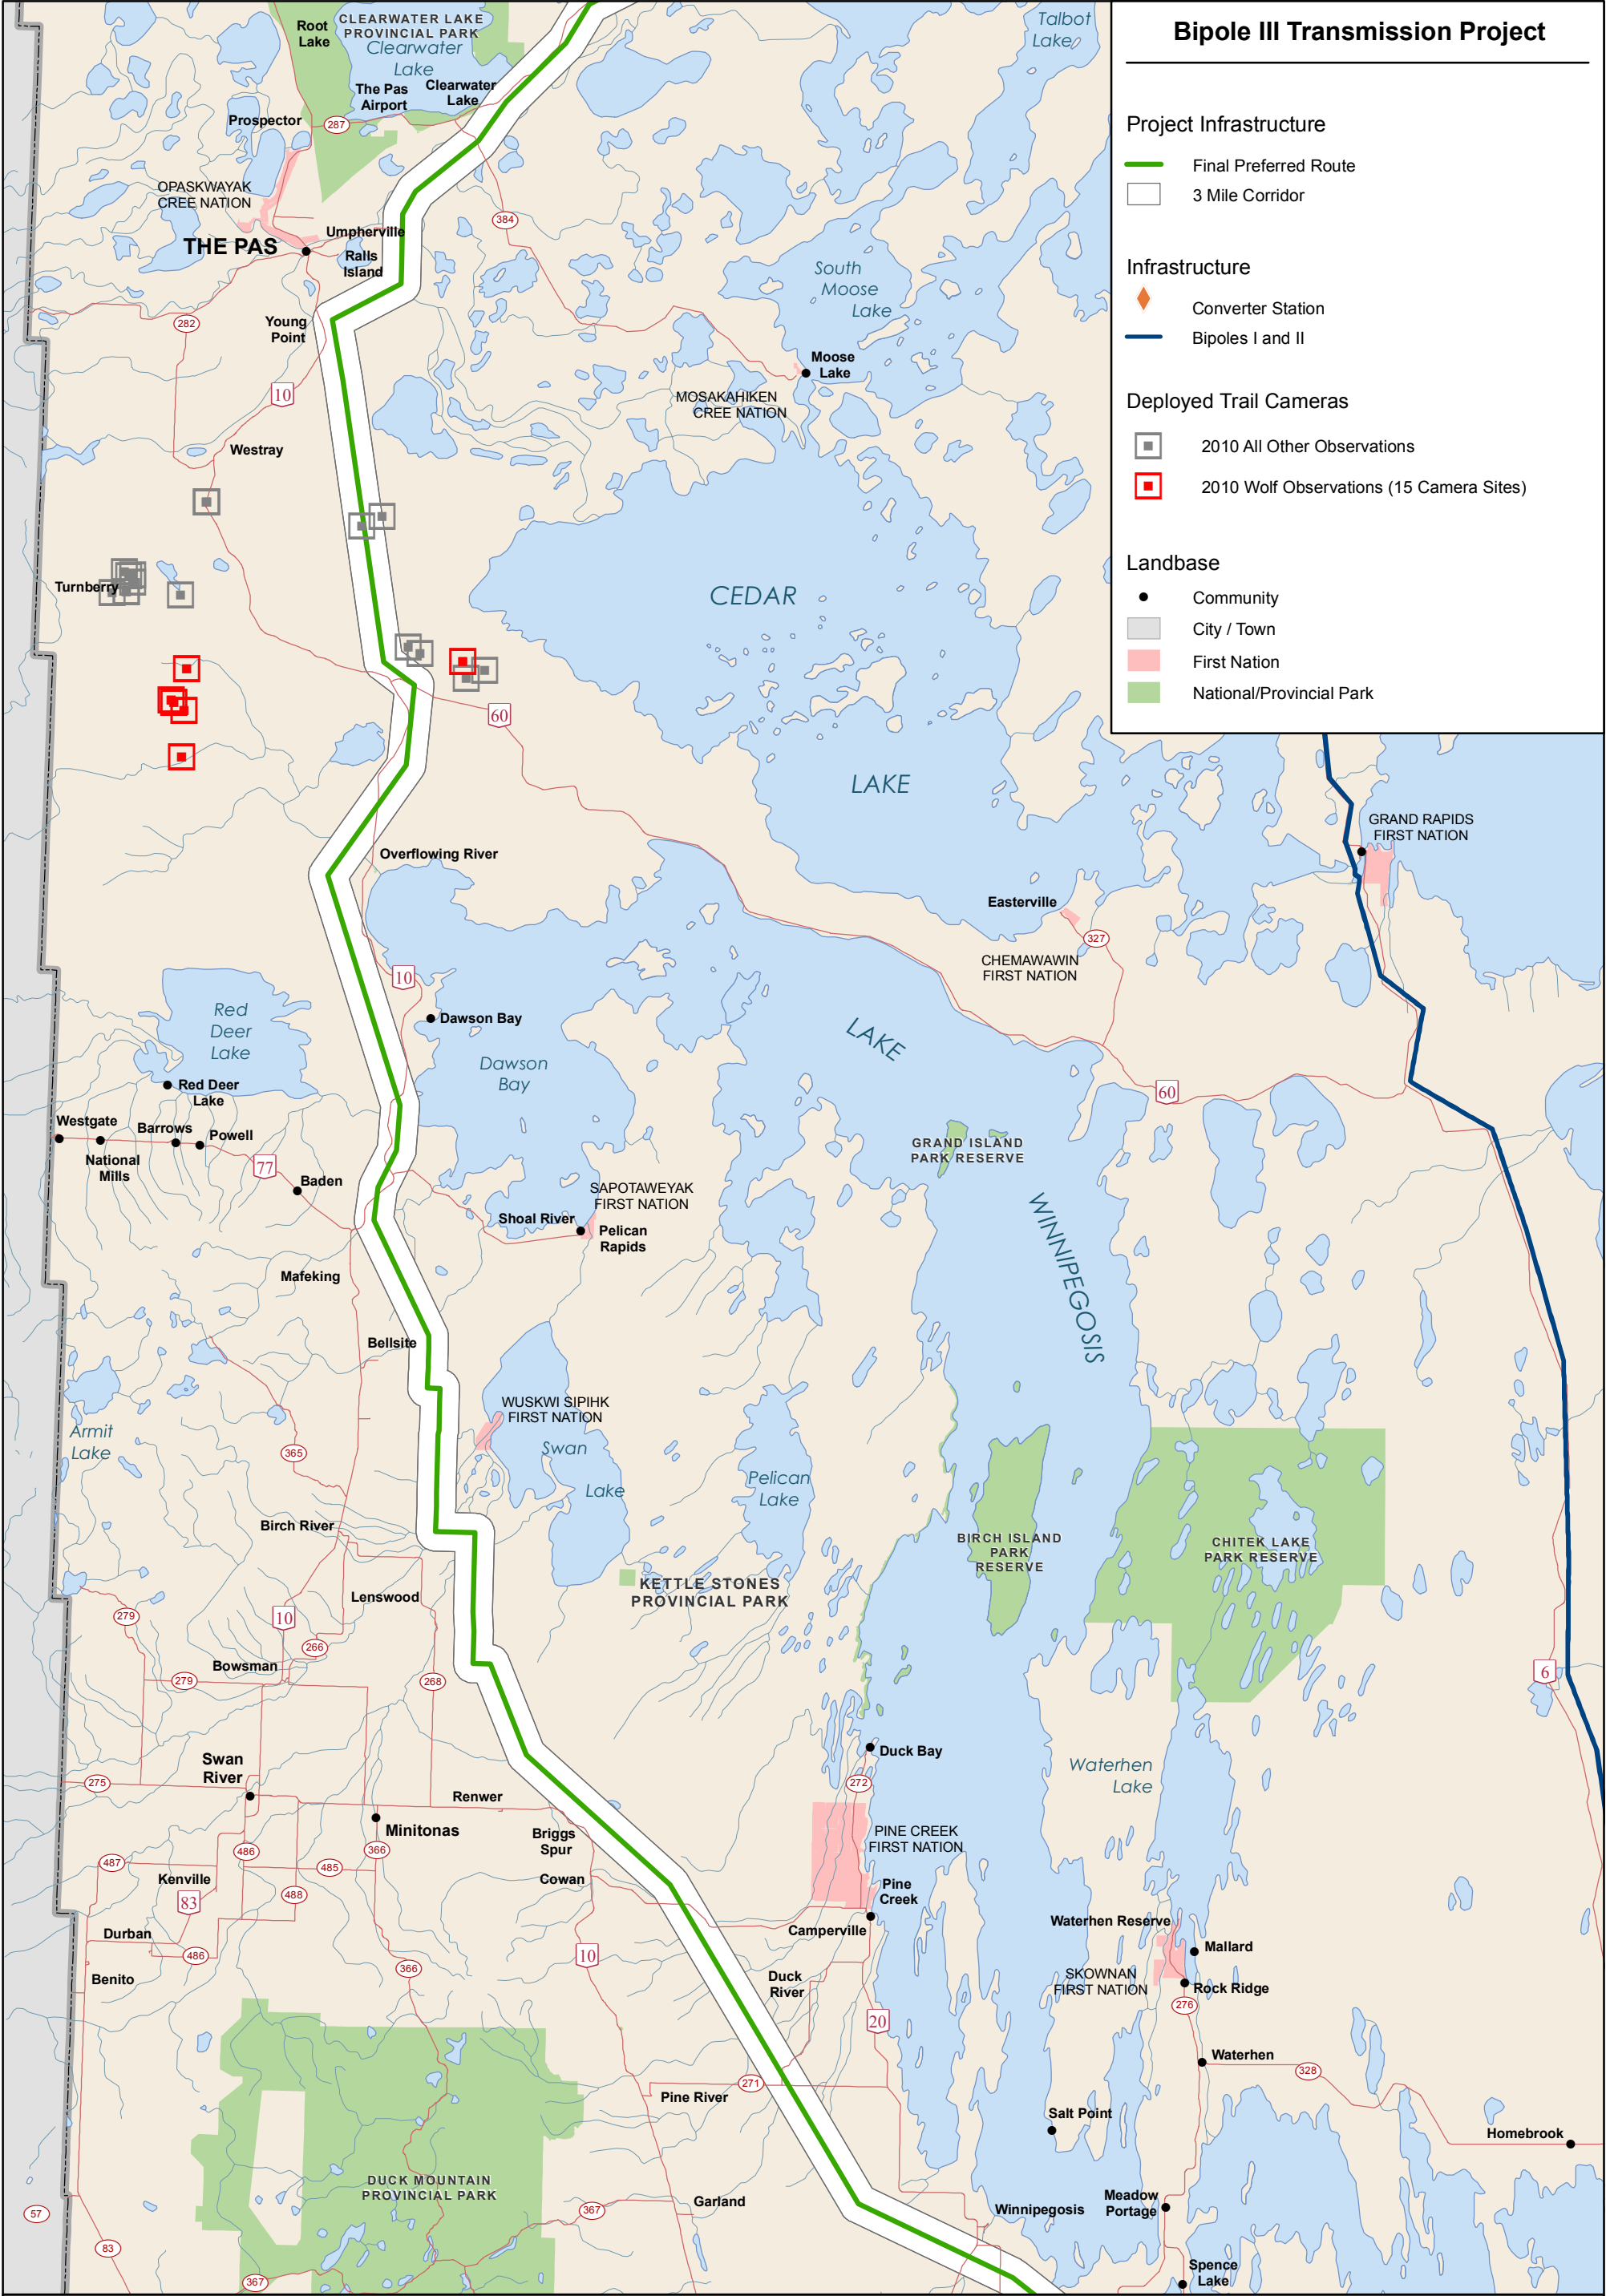 Bipole III Transmission Project
Project Infrastructure
Final Preferred Route
3 Mile Corridor
Infrastructure
Converter Station
Bipoles I and II
Deployed Trail Cameras
2010 All Other Observations
2010 Wolf Observations (15 Camera Sites)
Landbase
Community
City / Town
First Nation
National/Provincial Park
Root
Lake
CLEARWATER LAKE
PROVINCIAL PARK
Clearwater
Lake
The Pas
Airport
Clearwater
Lake
Talbot
Lake
Prospector
287
OPASKWAYAK
CREE NATION
384
THE PAS
Umpherville
Ralls
Island
South
Moose
Lake
282
Young
Point
Moose
Lake
10
MOSAKAHIKEN
CREE NATION
Westray
Turnberry
CEDAR
60
LAKE
GRAND RAPIDS
FIRST NATION
Overflowing River
Easterville
327
CHEMAWAWIN
FIRST NATION
10
Red
Deer
Lake
Dawson Bay
LAKE
Dawson
Bay
Red Deer
Lake
60
Westgate
Barrows
Powell
National
Mills
77
Baden
GRAND ISLAND
PARK RESERVE
SAPOTAWEYAK
FIRST NATION
Shoal River
Pelican
Rapids
WINNIPEGOSIS
Mafeking
Bellsite
WUSKWI SIPIHK
FIRST NATION
Armit
Lake
Swan
Lake
365
Pelican
Lake
Birch River
BIRCH ISLAND
PARK
RESERVE
CHITEK LAKE
PARK RESERVE
KETTLE STONES
PROVINCIAL PARK
Lenswood
279
10
266
Bowsman
279
268
6
Duck Bay
Swan
River
Waterhen
Lake
275
272
Renwer
Minitonas
Briggs
Spur
PINE CREEK
FIRST NATION
486
366
487
485
Kenville
Cowan
488
83
Pine
Creek
Durban
Camperville
Waterhen Reserve
486
10
Mallard
366
Benito
Duck
River
SKOWNAN
FIRST NATION
Rock Ridge
276
20
Waterhen
328
271
Pine River
Salt Point
Homebrook
DUCK MOUNTAIN
PROVINCIAL PARK
57
367
Garland
Winnipegosis
Meadow
Portage
83
367
Spence
Lake